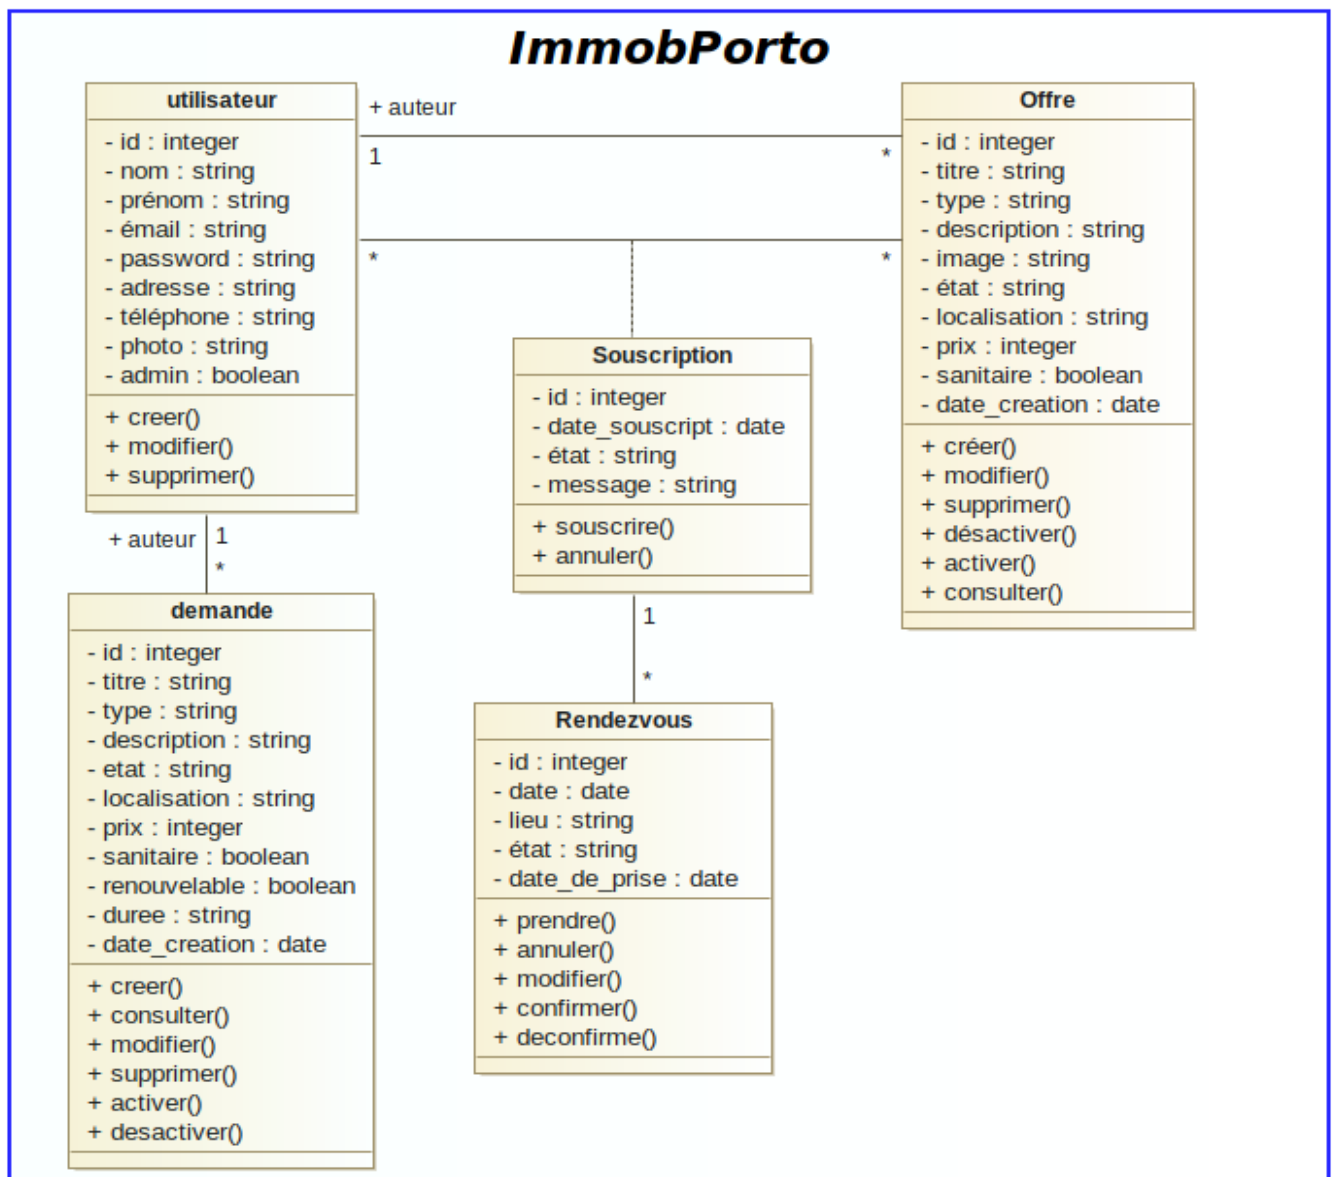 ImmobPorto
utilisateur
- id : integer
- nom : string
- prénom : string
- émail : string
- password : string
- adresse : string
- téléphone : string
- photo : string
- admin : boolean
+ creer()
+ modifier()
+ supprimer()
+ auteur
1
*
*
*
Offre
- id : integer
- titre : string
- type : string
- description : string
- image : string
- état : string
- localisation : string
- prix : integer
- sanitaire : boolean
- date_creation : date
+ créer()
+ modifier()
+ supprimer()
+ désactiver()
+ activer()
+ consulter()
Souscription
- id : integer
- date_souscript : date
- état : string
- message : string
+ souscrire()
+ annuler()
+ auteur
1
*
demande
- id : integer
- titre : string
- type : string
- description : string
- etat : string
- localisation : string
- prix : integer
- sanitaire : boolean
- renouvelable : boolean
- duree : string
- date_creation : date
+ creer()
+ consulter()
+ modifier()
+ supprimer()
+ activer()
+ desactiver()
1
*
Rendezvous
- id : integer
- date : date
- lieu : string
- état : string
- date_de_prise : date
+ prendre()
+ annuler()
+ modifier()
+ confirmer()
+ deconfirme()